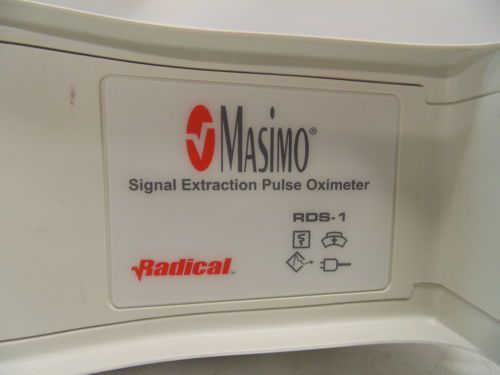 MASIMO®
Signal Extraction Pulse Oximeter
RDS-1
Radical™